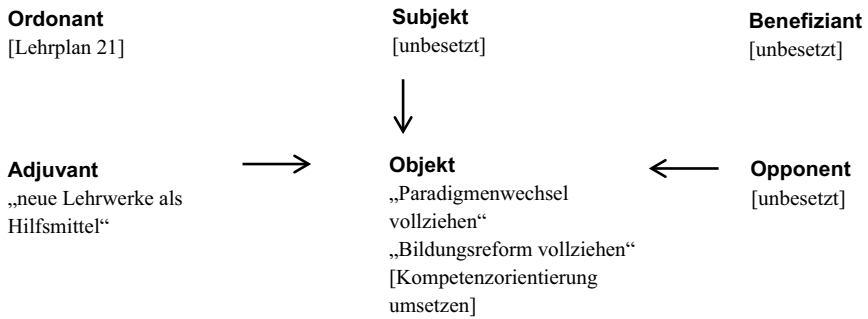 Ordonant
[Lehrplan 21]
Subjekt
[unbesetzt]
Benefiziant
[unbesetzt]
Adjuvant
„neue Lehrwerke als
Hilfsmittel“
Objekt
„Paradigmenwechsel
vollziehen“
„Bildungsreform vollziehen“
[Kompetenzorientierung
umsetzen]
Opponent
[unbesetzt]